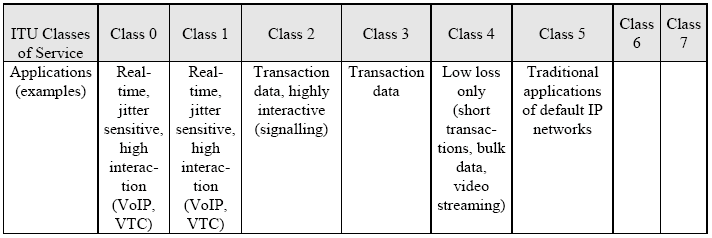 ITU Classes
of Service
Class 0
Class 1
Class 2
Class 3
Class 4
Class 5
Class
6
Class
7
Applications
(examples)
Real-
time,
jitter
sensitive,
high
interac-
tion
(VoIP,
VTC)
Real-
time,
jitter
sensitive,
high
interac-
tion
(VoIP,
VTC)
Transaction
data, highly
interactive
(signalling)
Transaction
data
Low loss
only
(short
transac-
tions, bulk
data,
video
streaming)
Traditional
applications
of default IP
networks